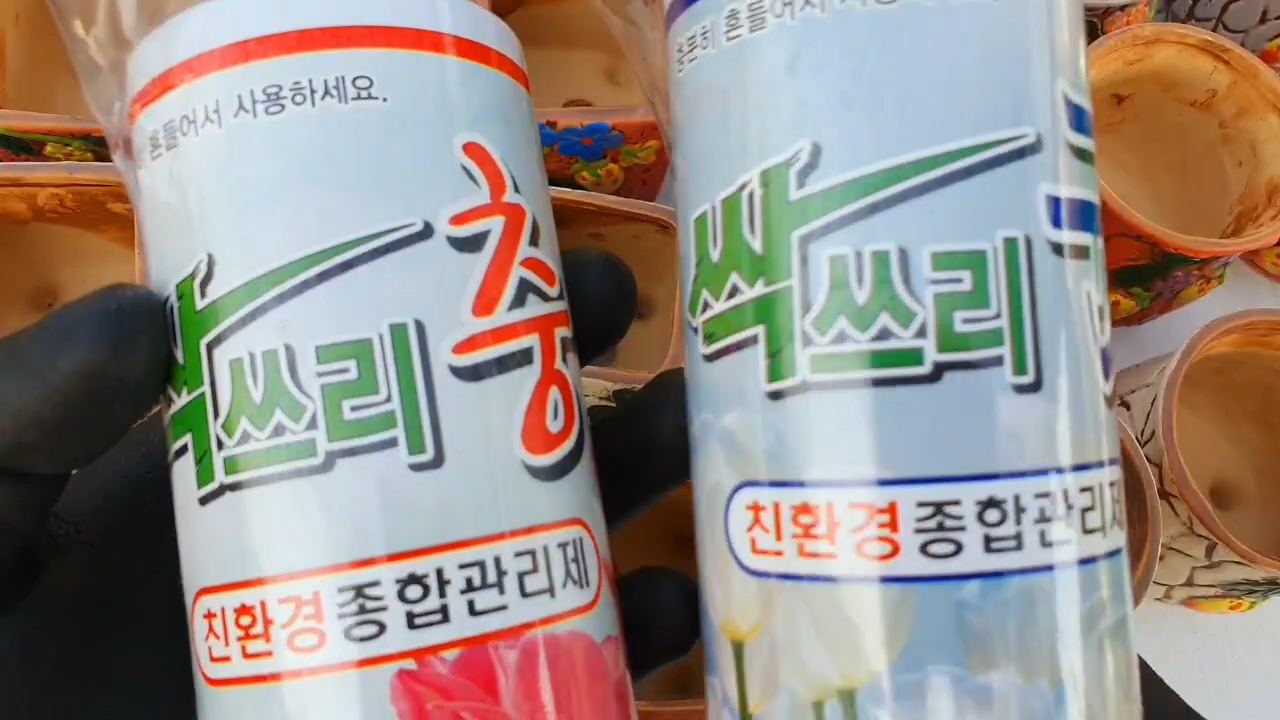 흔들어서 사용하세요.
싹쓰리 충
친환경 종합관리제
충분히 흔들어서
싹쓰리
친환경 종합관리제